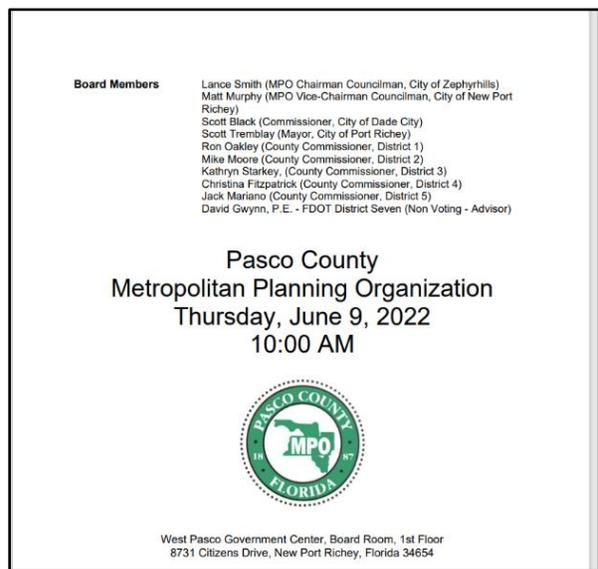 Board Members
Lance Smith (MPO Chairman Councilman, City of Zephyrhills)
Matt Murphy (MPO Vice-Chairman Councilman, City of New Port
Richey)
Scott Black (Commissioner, City of Dade City)
Scott Tremblay (Mayor, City of Port Richey)
Ron Oakley (County Commissioner, District 1)
Mike Moore (County Commissioner, District 2)
Kathryn Starkey, (County Commissioner, District 3)
Christina Fitzpatrick (County Commissioner, District 4)
Jack Mariano (County Commissioner, District 5)
David Gwynn, P.E. - FDOT District Seven (Non Voting - Advisor)
Pasco County
Metropolitan Planning Organization
Thursday, June 9, 2022
10:00 AM
PASCO COUNTY
MPO
18 87
FLORIDA
West Pasco Government Center, Board Room, 1st Floor
8731 Citizens Drive, New Port Richey, Florida 34654